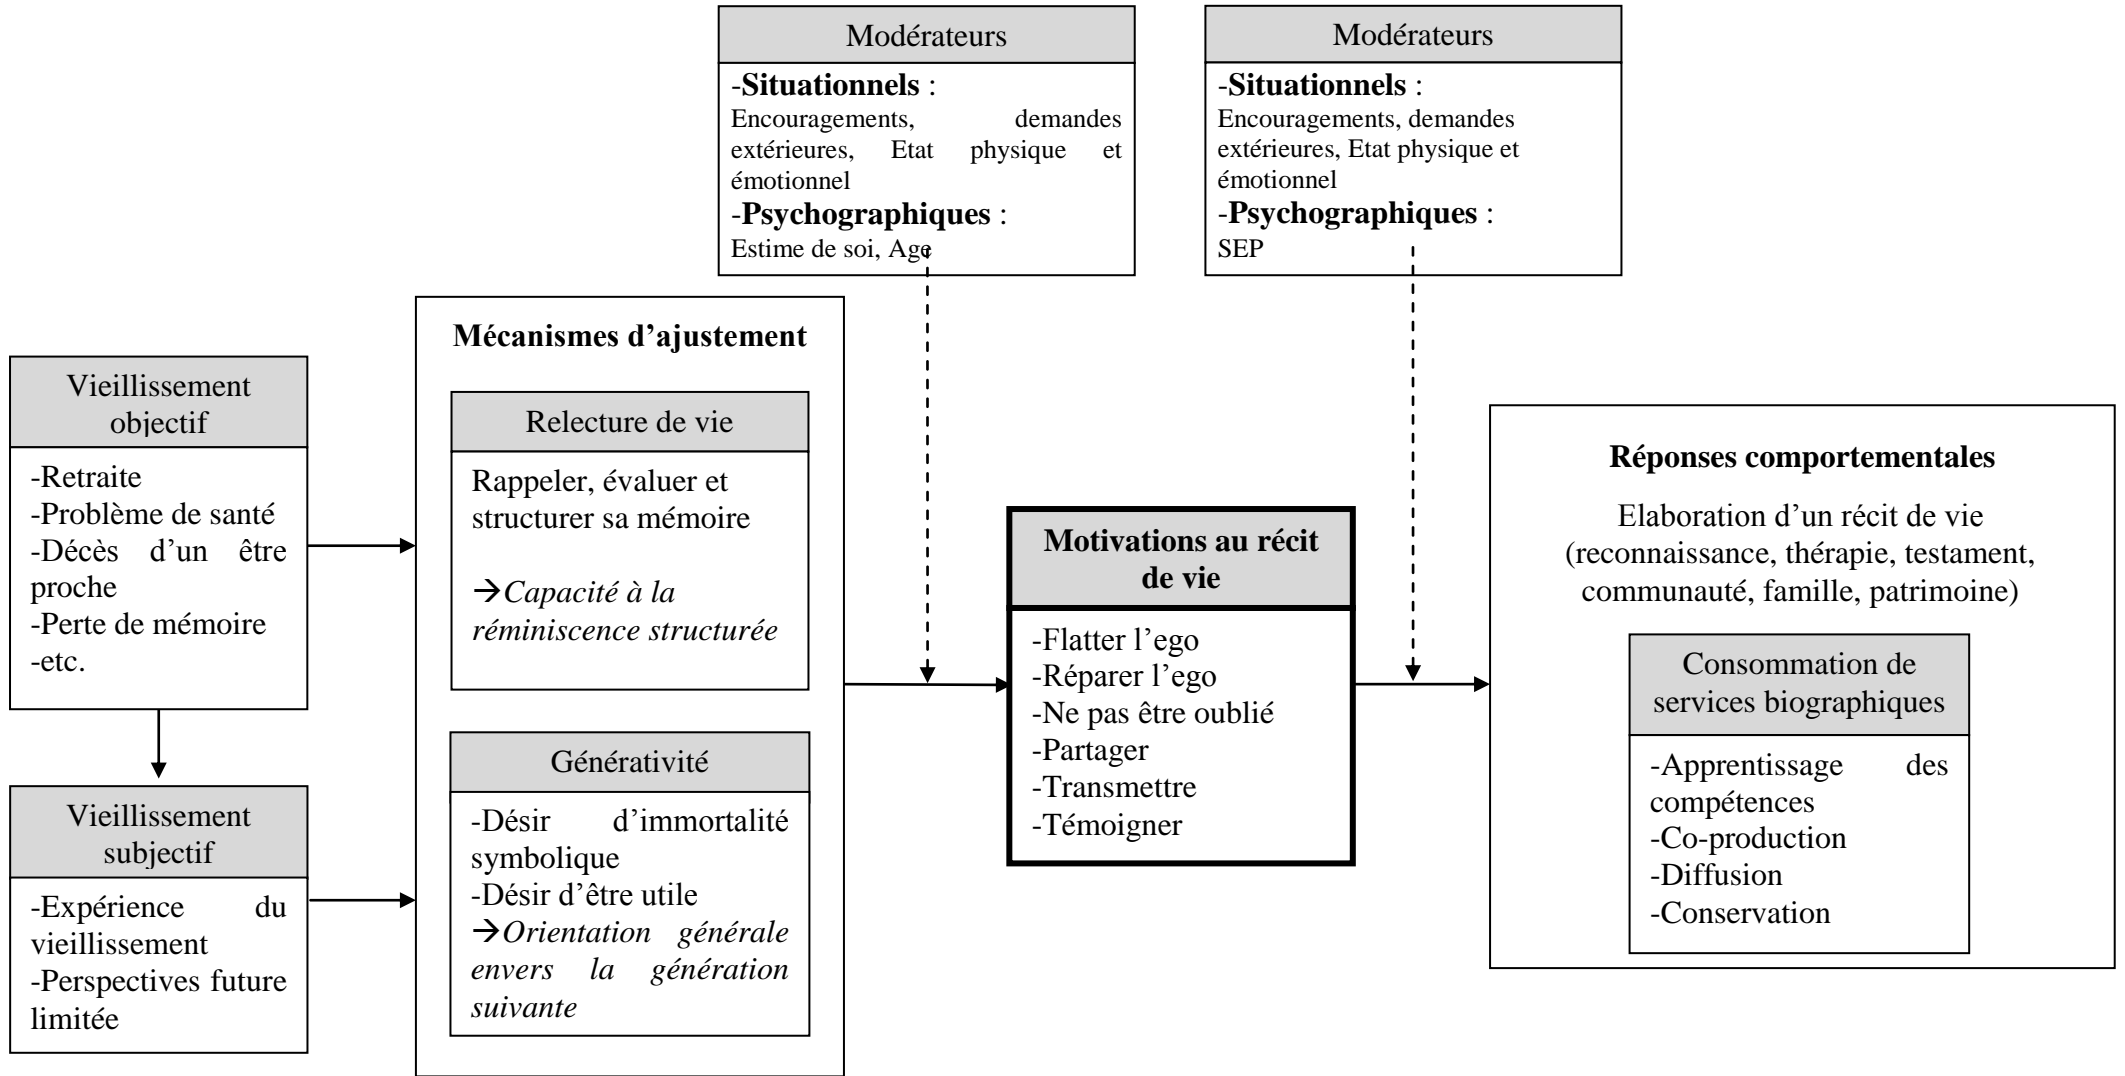 Modérateurs
-Situationnels :
Encouragements, demandes
extérieures, Etat physique et
émotionnel
-Psychographiques :
Estime de soi, Age
Modérateurs
-Situationnels :
Encouragements, demandes
extérieures, Etat physique et
émotionnel
-Psychographiques :
SEP
Vieillissement
objectif
-Retraite
-Problème de santé
-Décès d’un être
proche
-Perte de mémoire
-etc.
Vieillissement
subjectif
-Expérience du
vieillissement
-Perspectives future
limitée
Mécanismes d’ajustement
Relecture de vie
Rappeler, évaluer et
structurer sa mémoire
→Capacité à la
réminiscence structurée
Générativité
-Désir d’immortalité
symbolique
-Désir d’être utile
→Orientation générale
envers la génération
suivante
Motivations au récit
de vie
-Flatter l’ego
-Réparer l’ego
-Ne pas être oublié
-Partager
-Transmettre
-Témoigner
Réponses comportementales
Elaboration d’un récit de vie
(reconnaissance, thérapie, testament,
communauté, famille, patrimoine)
Consommation de
services biographiques
-Apprentissage des
compétences
-Co-production
-Diffusion
-Conservation